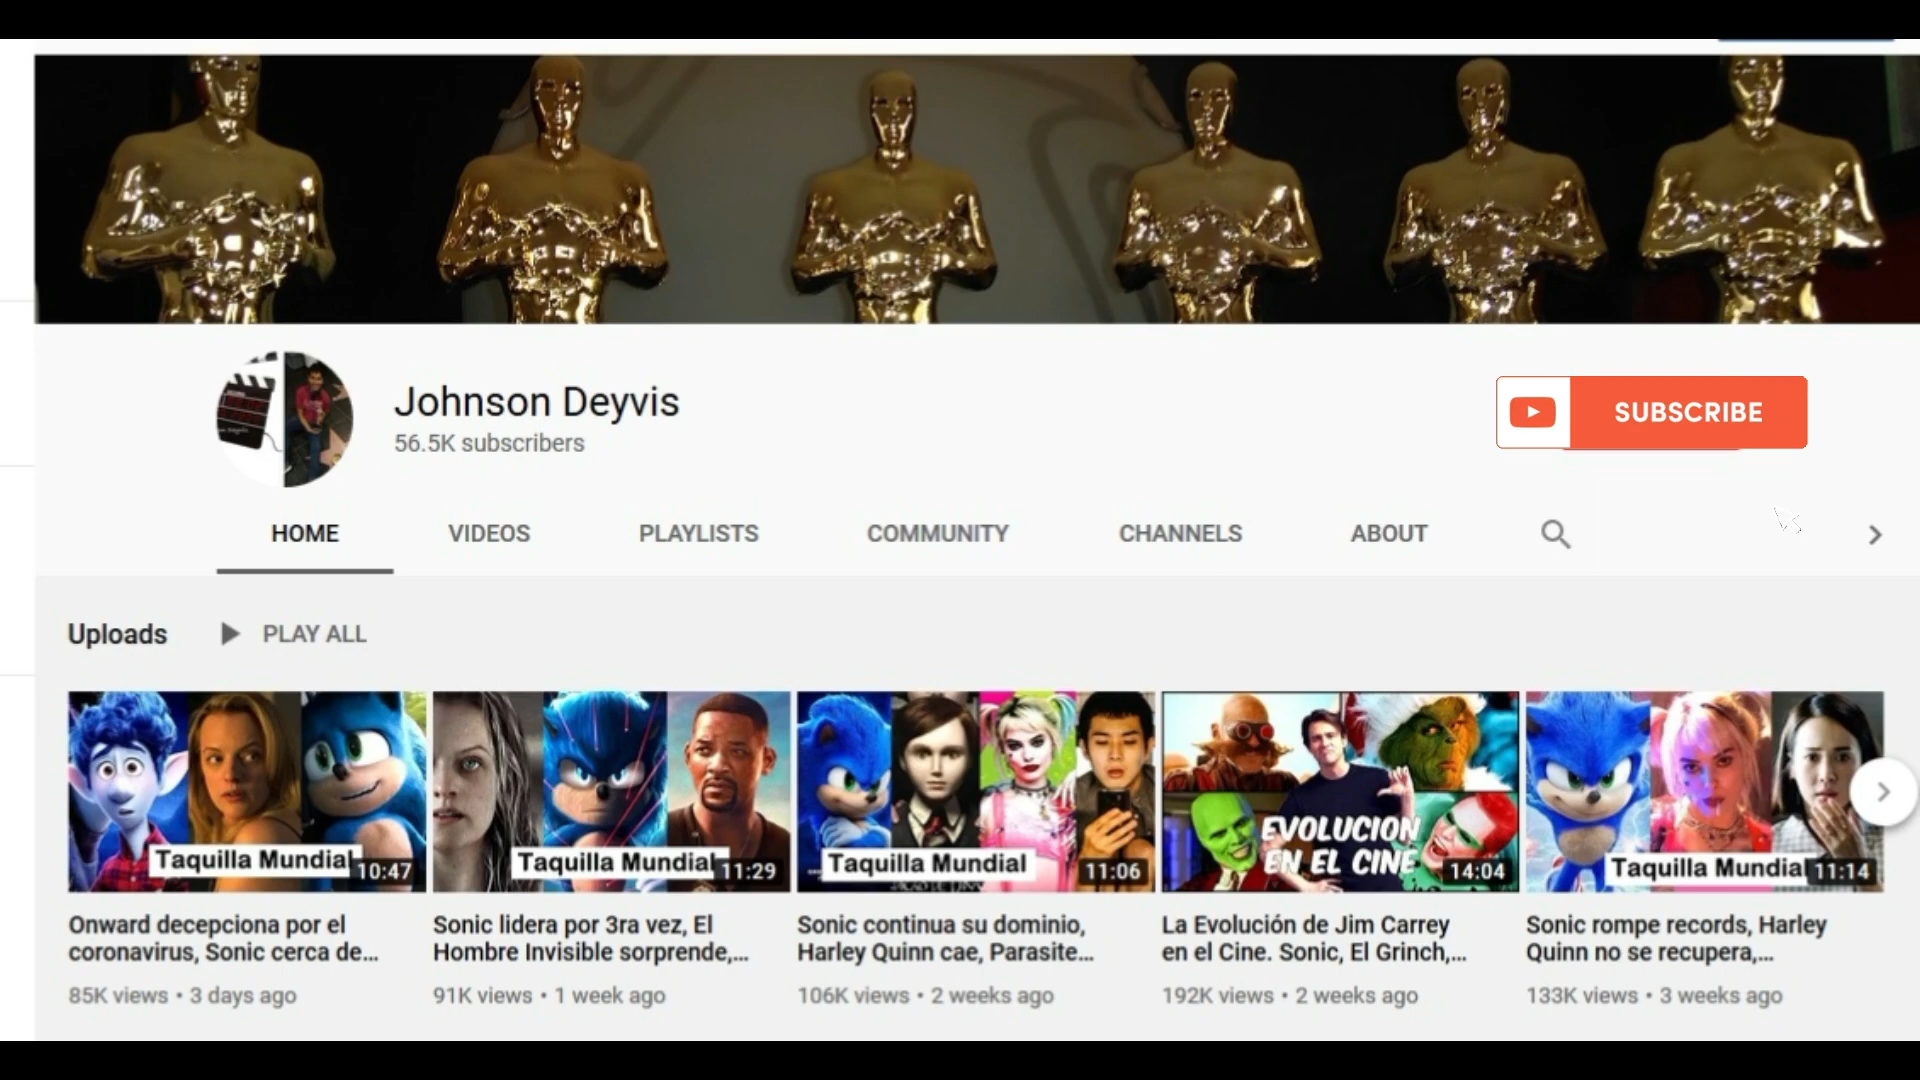 Johnson Deyvis
56.5K subscribers
SUBSCRIBE
HOME VIDEOS PLAYLISTS COMMUNITY CHANNELS ABOUT
Uploads PLAY ALL
Taquilla Mundial 10:47
Taquilla Mundial 11:29
Taquilla Mundial 11:06
EVOLUCION
EN EL CINE 14:04
Taquilla Mundial 11:14
Onward decepciona por el
coronavirus, Sonic cerca de...
85K views • 3 days ago
Sonic lidera por 3ra vez, El
Hombre Invisible sorprende,...
91K views • 1 week ago
Sonic continua su dominio,
Harley Quinn cae, Parasite...
106K views • 2 weeks ago
La Evolución de Jim Carrey
en el Cine. Sonic, El Grinch,...
192K views • 2 weeks ago
Sonic rompe records, Harley
Quinn no se recupera,...
133K views • 3 weeks ago